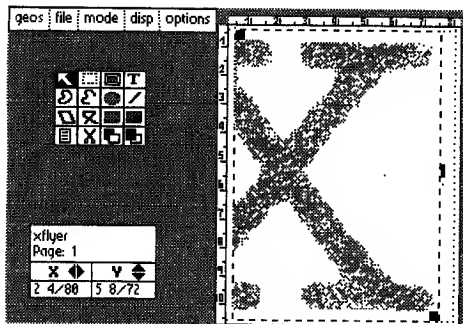 geos file mode disp options
T
xflyer
Page: 1
X Y
2 4/80 5 8/72